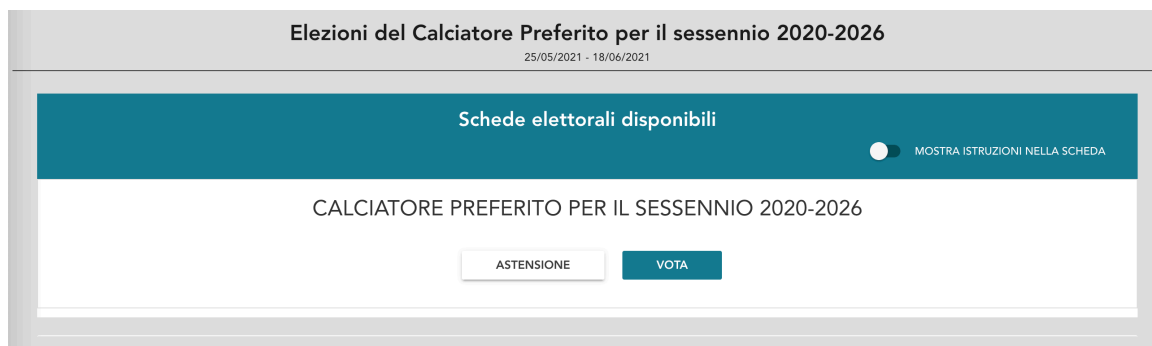 Elezioni del Calciatore Preferito per il sessennio 2020-2026
25/05/2021 - 18/06/2021
Schede elettorali disponibili
MOSTRA ISTRUZIONI NELLA SCHEDA
CALCIATORE PREFERITO PER IL SESSENNIO 2020-2026
ASTENSIONE VOTA